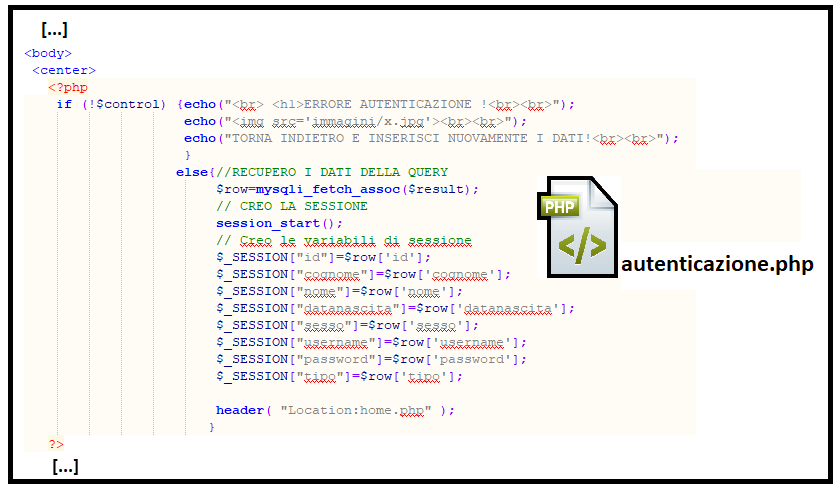 [...]
<body>
<center>
<?php
if (!$control) {echo("<br> <h1>ERRORE AUTENTICAZIONE !<br><br>");
echo("<img src='immagini/x.jpg'><br><br>");
echo("TORNA INDIETRO E INSERISCI NUOVAMENTE I DATI!<br><br>");
}
else{//RECUPERO I DATI DELLA QUERY
$row=mysqli_fetch_assoc($result);
// CREO LA SESSIONE
session_start();
// Creo le variabili di sessione
$_SESSION["id"]=$row['id'];
$_SESSION["cognome"]=$row['cognome'];
$_SESSION["nome"]=$row['nome'];
$_SESSION["datanascita"]=$row['datanascita'];
$_SESSION["sesso"]=$row['sesso'];
$_SESSION["username"]=$row['username'];
$_SESSION["password"]=$row['password'];
$_SESSION["tipo"]=$row['tipo'];
header( "Location:home.php" );
}
?>
[...]
PHP
</>
autenticazione.php